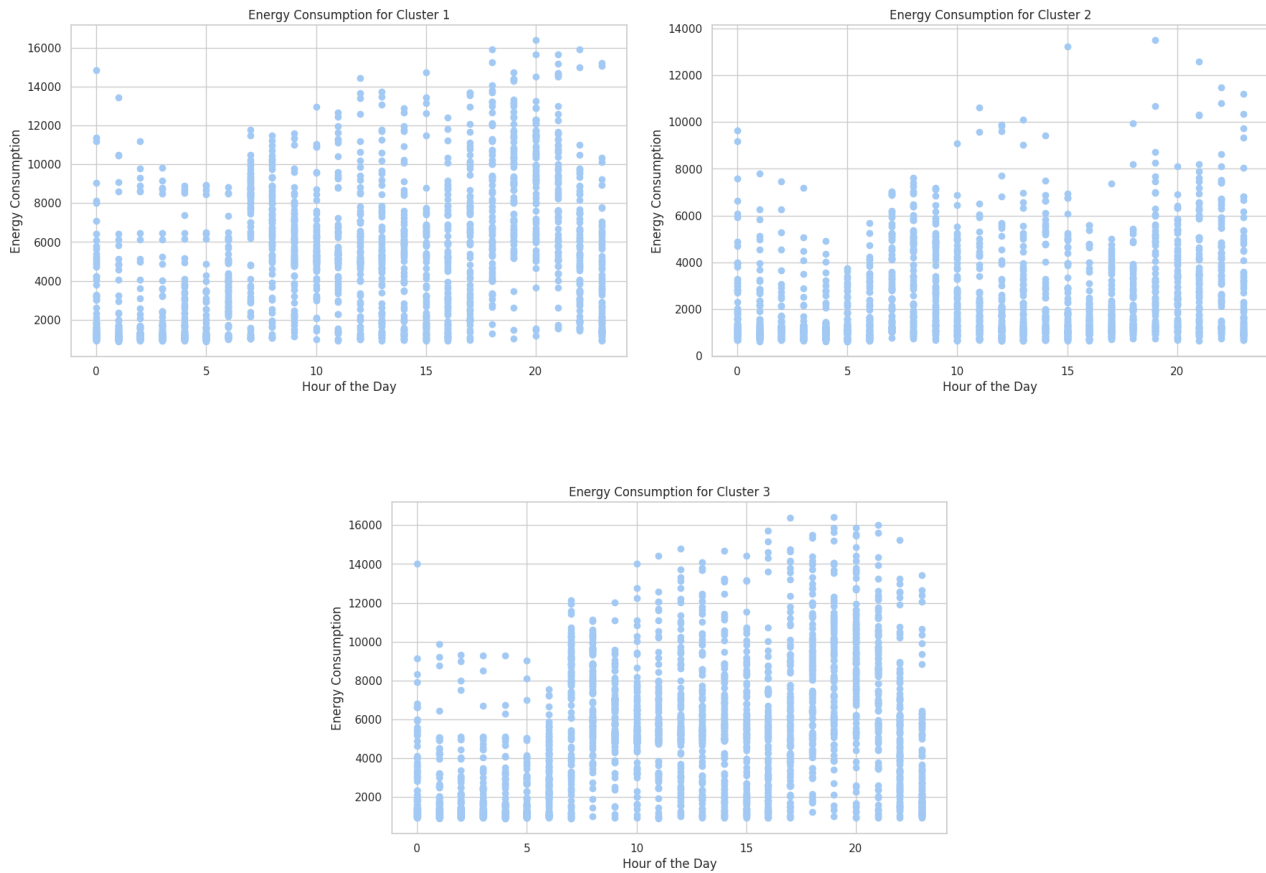 Energy Consumption for Cluster 1
16000
14000
12000
10000
8000
6000
4000
2000
Energy Consumption
0 5 10 15 20
Hour of the Day
Energy Consumption for Cluster 2
14000
12000
10000
8000
6000
4000
2000
0
Energy Consumption
0 5 10 15 20
Hour of the Day
Energy Consumption for Cluster 3
16000
14000
12000
10000
8000
6000
4000
2000
Energy Consumption
0 5 10 15 20
Hour of the Day